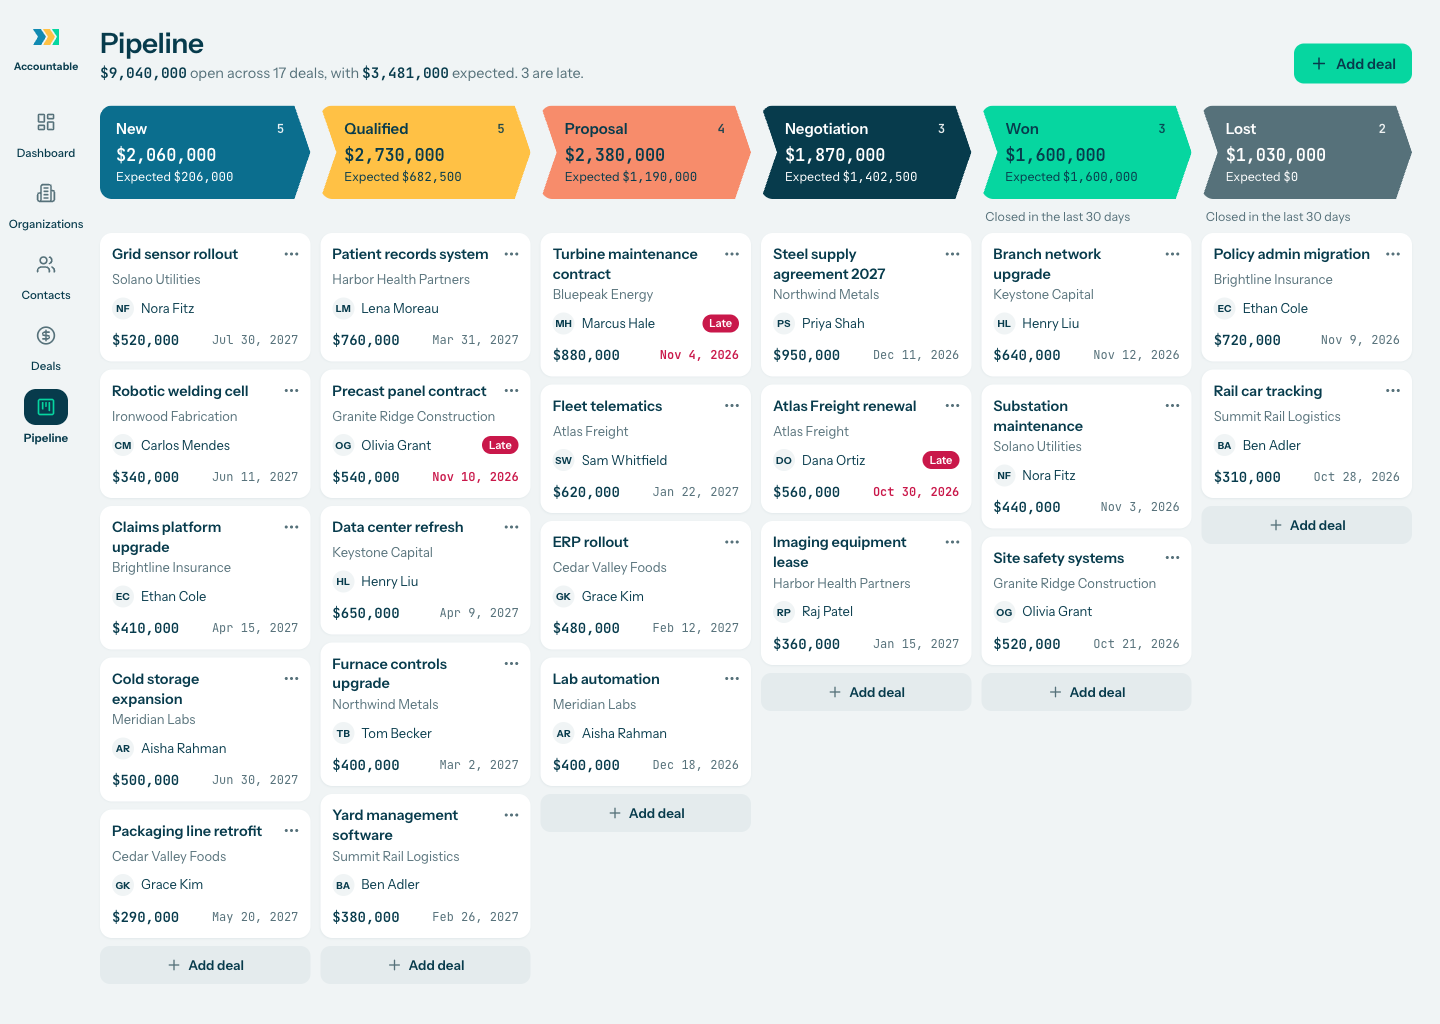 Accountable
Dashboard
Organizations
Contacts
Deals
Pipeline
Pipeline
$9,040,000 open across 17 deals, with $3,481,000 expected. 3 are late.
Add deal
New 5
$2,060,000
Expected $206,000
Grid sensor rollout
Solano Utilities
NF Nora Fitz
$520,000 Jul 30, 2027
Robotic welding cell
Ironwood Fabrication
CM Carlos Mendes
$340,000 Jun 11, 2027
Claims platform
upgrade
Brightline Insurance
EC Ethan Cole
$410,000 Apr 15, 2027
Cold storage
expansion
Meridian Labs
AR Aisha Rahman
$500,000 Jun 30, 2027
Packaging line retrofit
Cedar Valley Foods
GK Grace Kim
$290,000 May 20, 2027
Add deal
Qualified 5
$2,730,000
Expected $682,500
Patient records system
Harbor Health Partners
LM Lena Moreau
$760,000 Mar 31, 2027
Precast panel contract
Granite Ridge Construction
OG Olivia Grant Late
$540,000 Nov 10, 2026
Data center refresh
Keystone Capital
HL Henry Liu
$650,000 Apr 9, 2027
Furnace controls
upgrade
Northwind Metals
TB Tom Becker
$400,000 Mar 2, 2027
Yard management
software
Summit Rail Logistics
BA Ben Adler
$380,000 Feb 26, 2027
Add deal
Proposal 4
$2,380,000
Expected $1,190,000
Turbine maintenance
contract
Bluepeak Energy
MH Marcus Hale Late
$880,000 Nov 4, 2026
Fleet telematics
Atlas Freight
SW Sam Whitfield
$620,000 Jan 22, 2027
ERP rollout
Cedar Valley Foods
GK Grace Kim
$480,000 Feb 12, 2027
Lab automation
Meridian Labs
AR Aisha Rahman
$400,000 Dec 18, 2026
Add deal
Negotiation 3
$1,870,000
Expected $1,402,500
Steel supply
agreement 2027
Northwind Metals
PS Priya Shah
$950,000 Dec 11, 2026
Atlas Freight renewal
Atlas Freight
DO Dana Ortiz Late
$560,000 Oct 30, 2026
Imaging equipment
lease
Harbor Health Partners
RP Raj Patel
$360,000 Jan 15, 2027
Add deal
Won 3
$1,600,000
Expected $1,600,000
Closed in the last 30 days
Branch network
upgrade
Keystone Capital
HL Henry Liu
$640,000 Nov 12, 2026
Substation
maintenance
Solano Utilities
NF Nora Fitz
$440,000 Nov 3, 2026
Site safety systems
Granite Ridge Construction
OG Olivia Grant
$520,000 Oct 21, 2026
Add deal
Lost 2
$1,030,000
Expected $0
Closed in the last 30 days
Policy admin migration
Brightline Insurance
EC Ethan Cole
$720,000 Nov 9, 2026
Rail car tracking
Summit Rail Logistics
BA Ben Adler
$310,000 Oct 28, 2026
Add deal